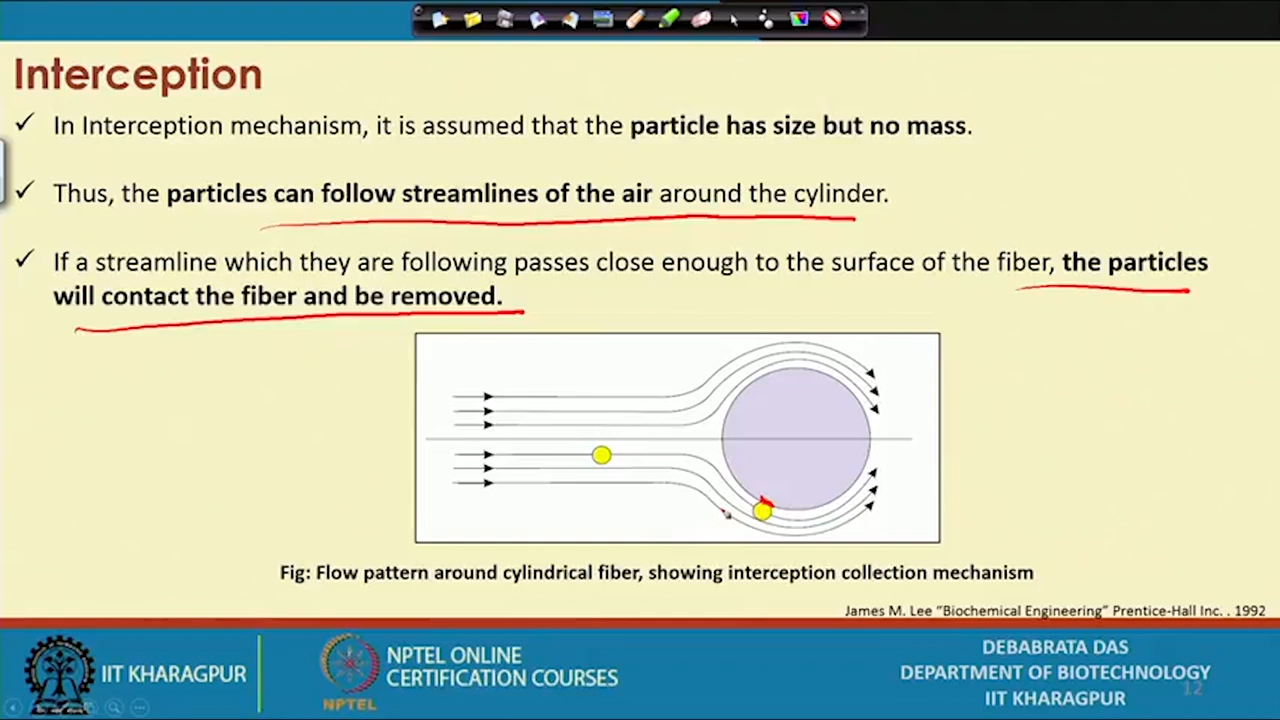 Interception
✓ In Interception mechanism, it is assumed that the particle has size but no mass.
✓ Thus, the particles can follow streamlines of the air around the cylinder.
✓ If a streamline which they are following passes close enough to the surface of the fiber, the particles
will contact the fiber and be removed.
Fig: Flow pattern around cylindrical fiber, showing interception collection mechanism
James M. Lee “Biochemical Engineering” Prentice-Hall Inc. . 1992
IIT KHARAGPUR
NPTEL
NPTEL ONLINE
CERTIFICATION COURSES
DEBABRATA DAS
DEPARTMENT OF BIOTECHNOLOGY
IIT KHARAGPUR
12